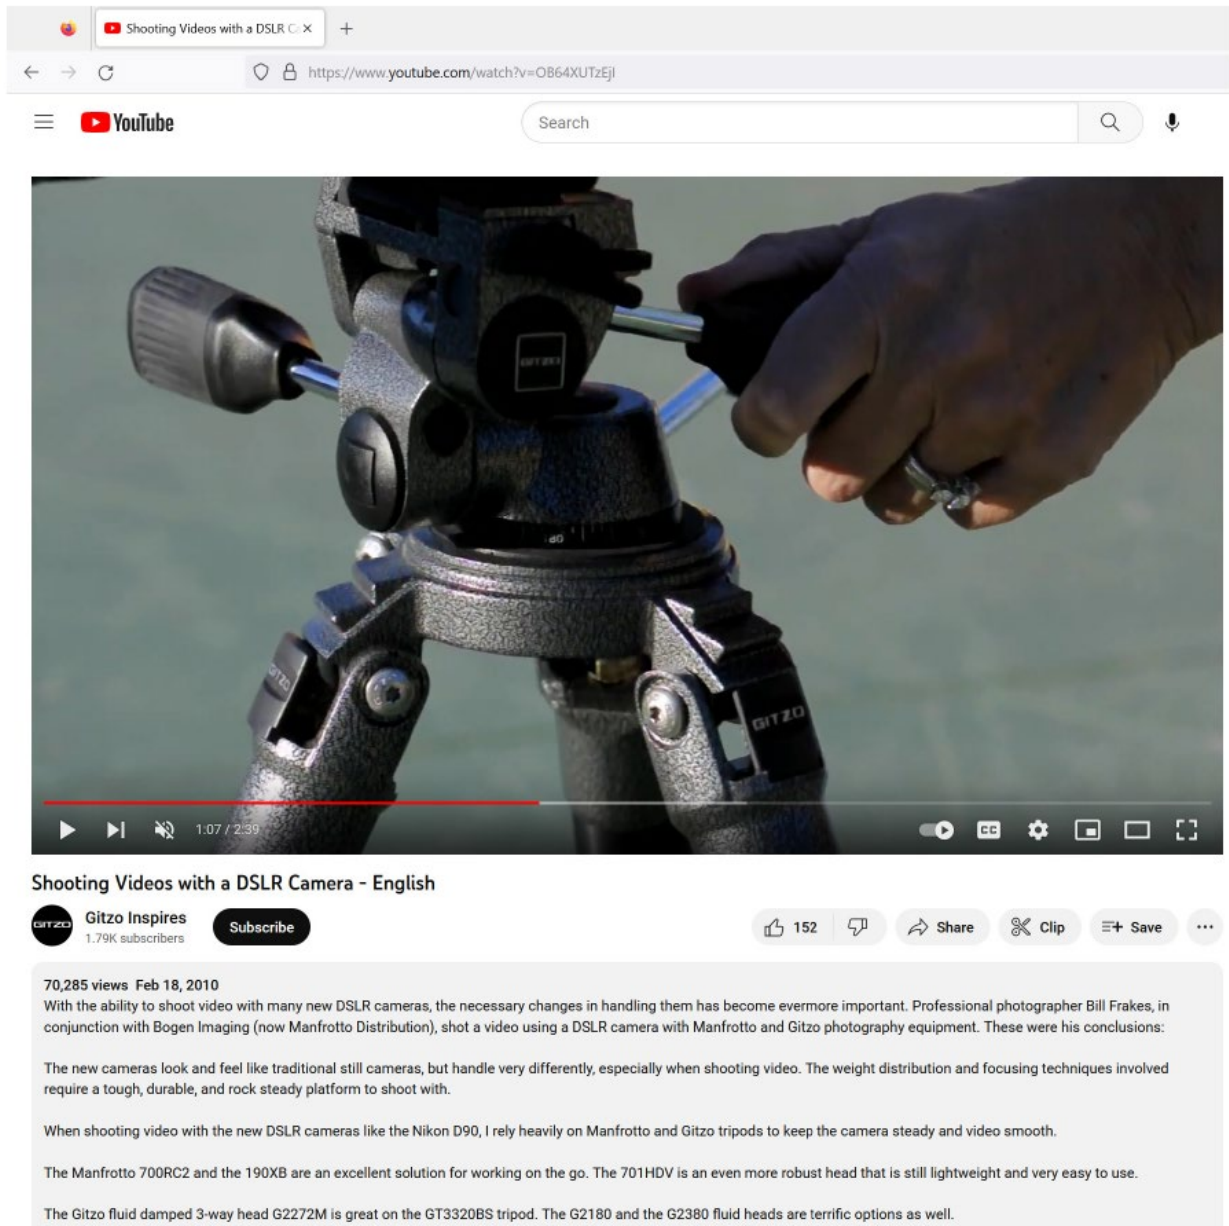 Shooting Videos with a DSLR C
https://www.youtube.com/watch?v=OB64XUTzEjI
YouTube
Search
GITZO
80
GITZO
GITZO
1:07 / 2:39
CC
Shooting Videos with a DSLR Camera - English
GITZO
Gitzo Inspires
1.79K subscribers
Subscribe
152
Share
Clip
Save
70,285 views Feb 18, 2010
With the ability to shoot video with many new DSLR cameras, the necessary changes in handling them has become evermore important. Professional photographer Bill Frakes, in
conjunction with Bogen Imaging (now Manfrotto Distribution), shot a video using a DSLR camera with Manfrotto and Gitzo photography equipment. These were his conclusions:
The new cameras look and feel like traditional still cameras, but handle very differently, especially when shooting video. The weight distribution and focusing techniques involved
require a tough, durable, and rock steady platform to shoot with.
When shooting video with the new DSLR cameras like the Nikon D90, I rely heavily on Manfrotto and Gitzo tripods to keep the camera steady and video smooth.
The Manfrotto 700RC2 and the 190XB are an excellent solution for working on the go. The 701HDV is an even more robust head that is still lightweight and very easy to use.
The Gitzo fluid damped 3-way head G2272M is great on the GT3320BS tripod. The G2180 and the G2380 fluid heads are terrific options as well.